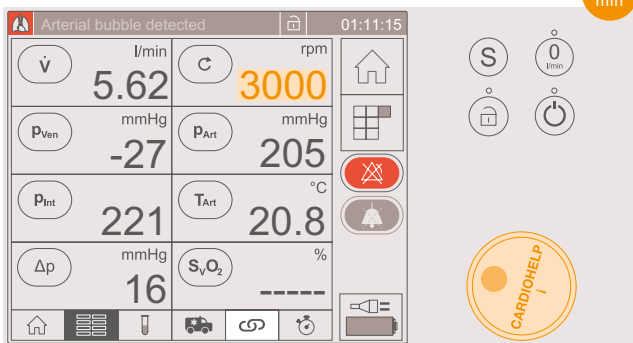 min
Arterial bubble detected 01:11:15
V̇ l/min 5.62 rpm 3000
pVen mmHg -27 pArt mmHg 205
pInt 221 TArt °C 20.8
Δp mmHg 16 SvO2 % -----
S 0 l/min
CARDIOHELP
i